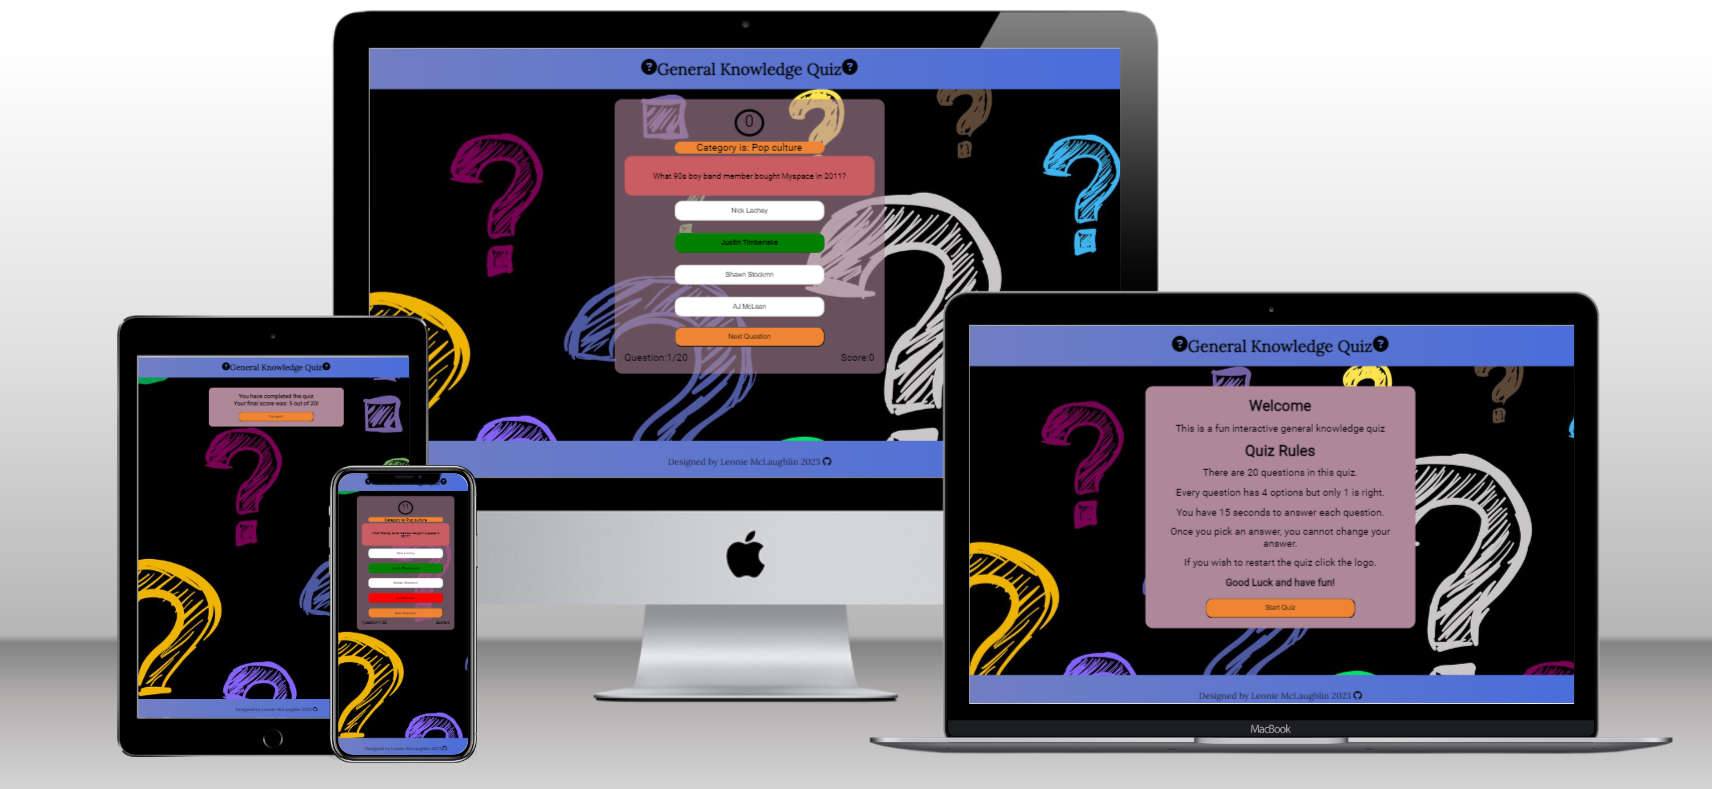 General Knowledge Quiz
0
Category is: Pop culture
What 90s boy band member bought Myspace in 2011?
Nick Lachey
Justin Timberlake
Shawn Stockmn
AJ McLean
Next Question
Question:1/20 Score:0
Designed by Leonie McLaughlin 2023
General Knowledge Quiz
You have completed the quiz
Your final score was: 5 out of 20!
Designed by Leonie McLaughlin 2023
Category is: Pop culture
Designed by Leonie McLaughlin 2023
General Knowledge Quiz
Welcome
This is a fun interactive general knowledge quiz
Quiz Rules
There are 20 questions in this quiz.
Every question has 4 options but only 1 is right.
You have 15 seconds to answer each question.
Once you pick an answer, you cannot change your
answer.
If you wish to restart the quiz click the logo.
Good Luck and have fun!
Start Quiz
Designed by Leonie McLaughlin 2023
MacBook